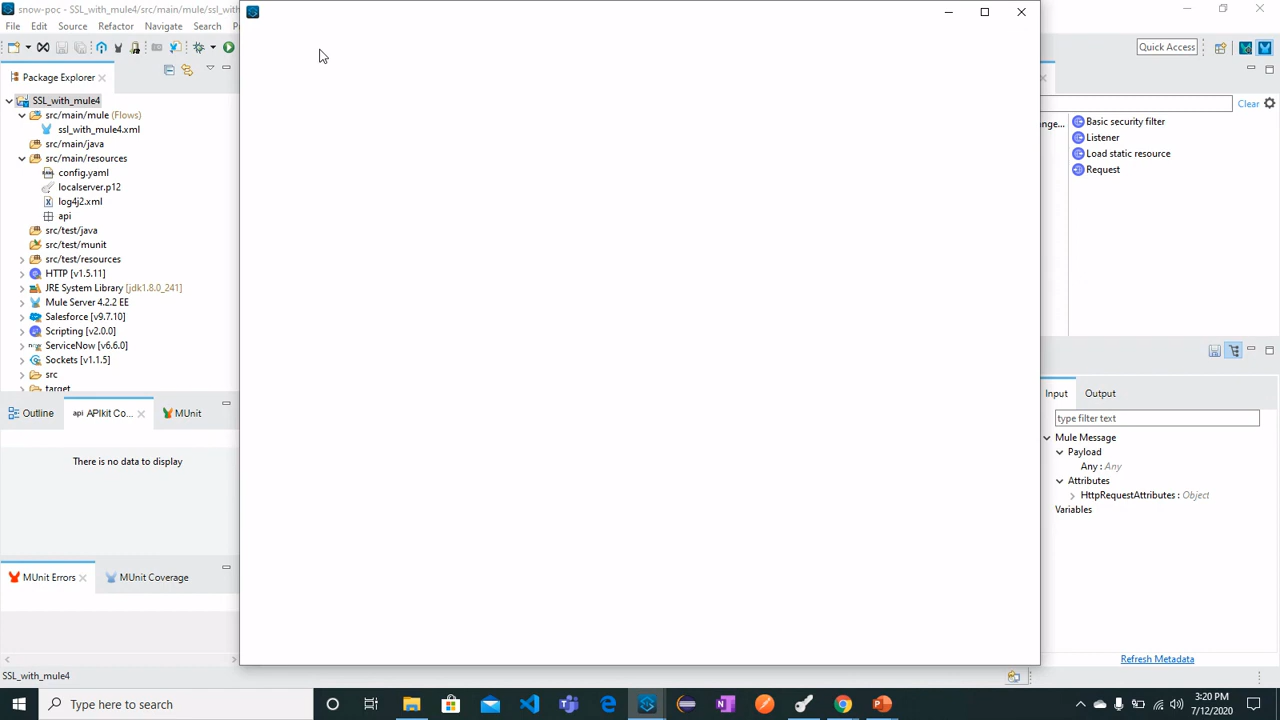 snow-poc - SSL_with_mule4/src/main/mule/ssl_with
File Edit Source Refactor Navigate Search
Quick Access
Package Explorer
SSL_with_mule4
src/main/mule (Flows)
ssl_with_mule4.xml
src/main/java
src/main/resources
config.yaml
localserver.p12
log4j2.xml
api
src/test/java
src/test/munit
src/test/resources
HTTP [v1.5.11]
JRE System Library [jdk1.8.0_241]
Mule Server 4.2.2 EE
Salesforce [v9.7.10]
Scripting [v2.0.0]
ServiceNow [v6.6.0]
Sockets [v1.1.5]
src
target
Clear
Basic security filter
Listener
Load static resource
Request
Outline
api APIkit Co...
MUnit
There is no data to display
MUnit Errors
MUnit Coverage
Input Output
type filter text
Mule Message
Payload
Any : Any
Attributes
HttpRequestAttributes : Object
Variables
Refresh Metadata
SSL_with_mule4
Type here to search
3:20 PM
7/12/2020